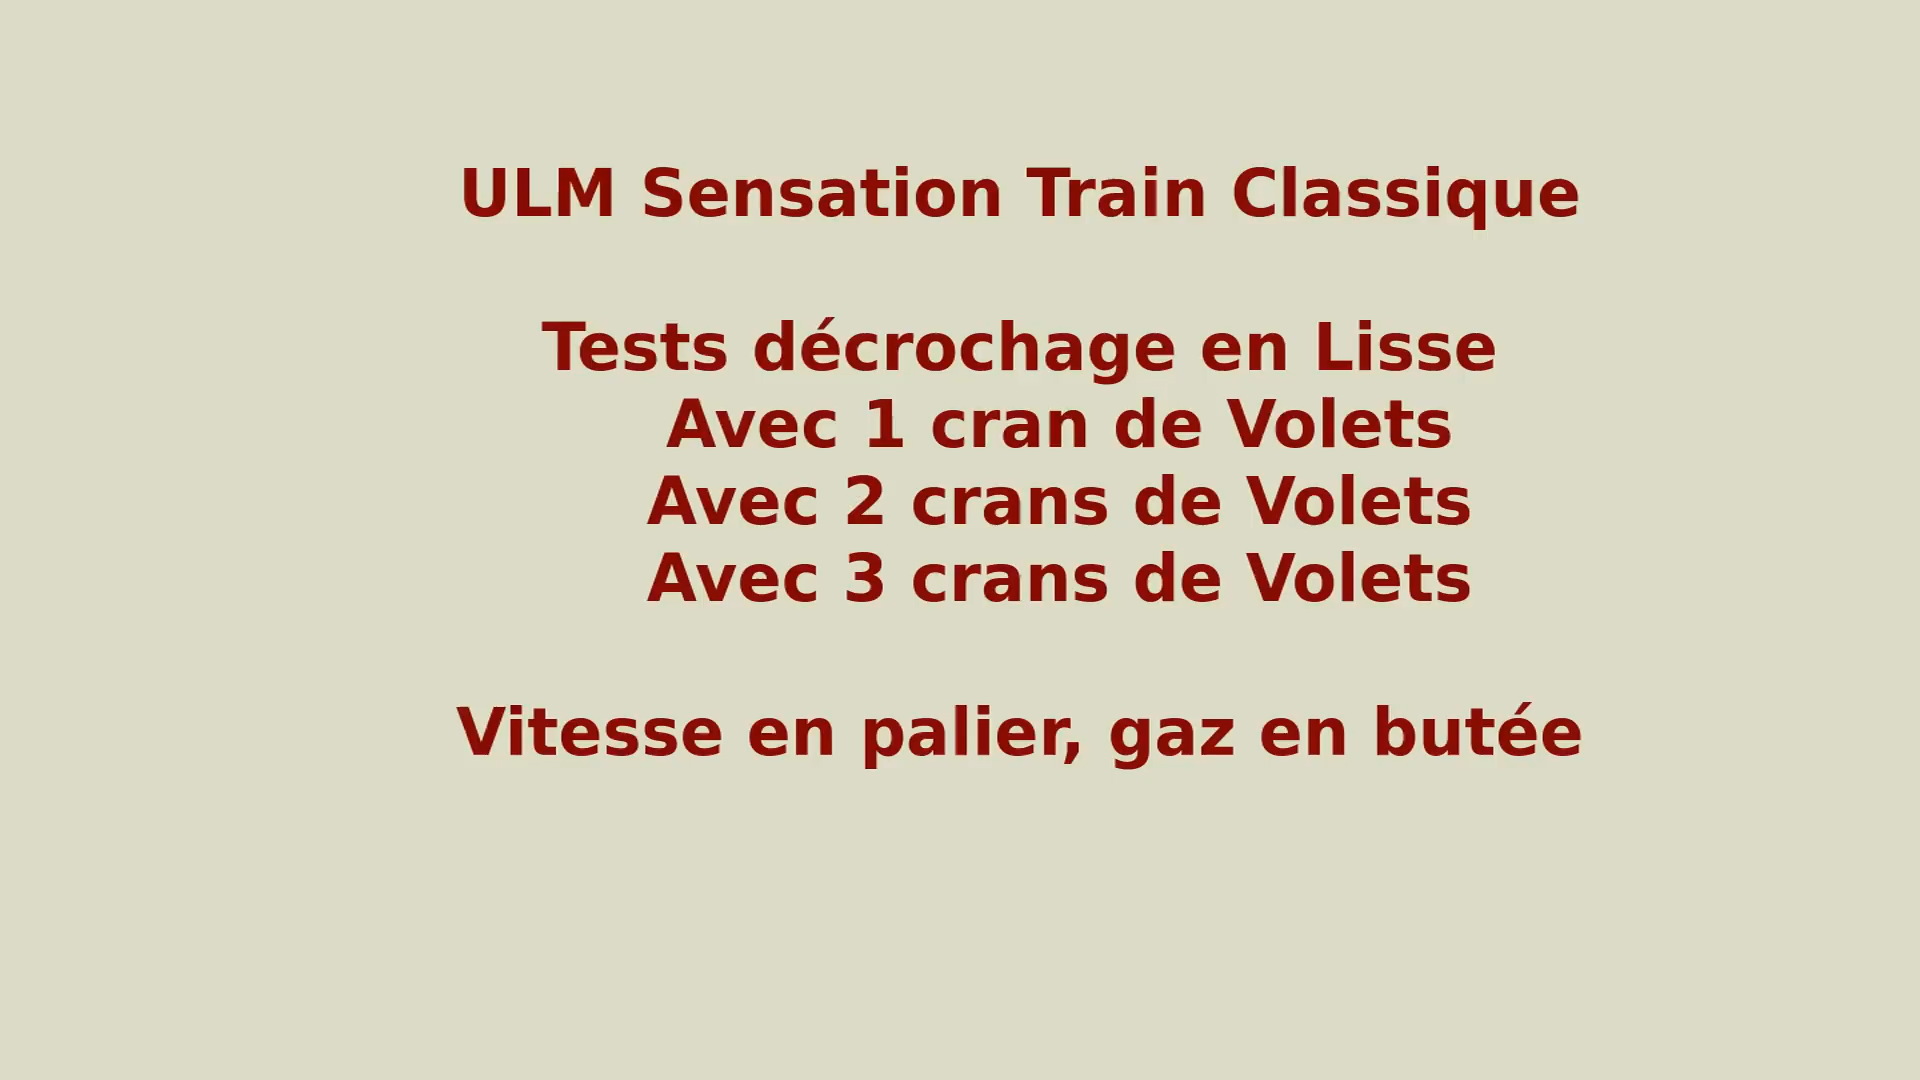 ULM Sensation Train Classique
Tests décrochage en Lisse
Avec 1 cran de Volets
Avec 2 crans de Volets
Avec 3 crans de Volets
Vitesse en palier, gaz en butée